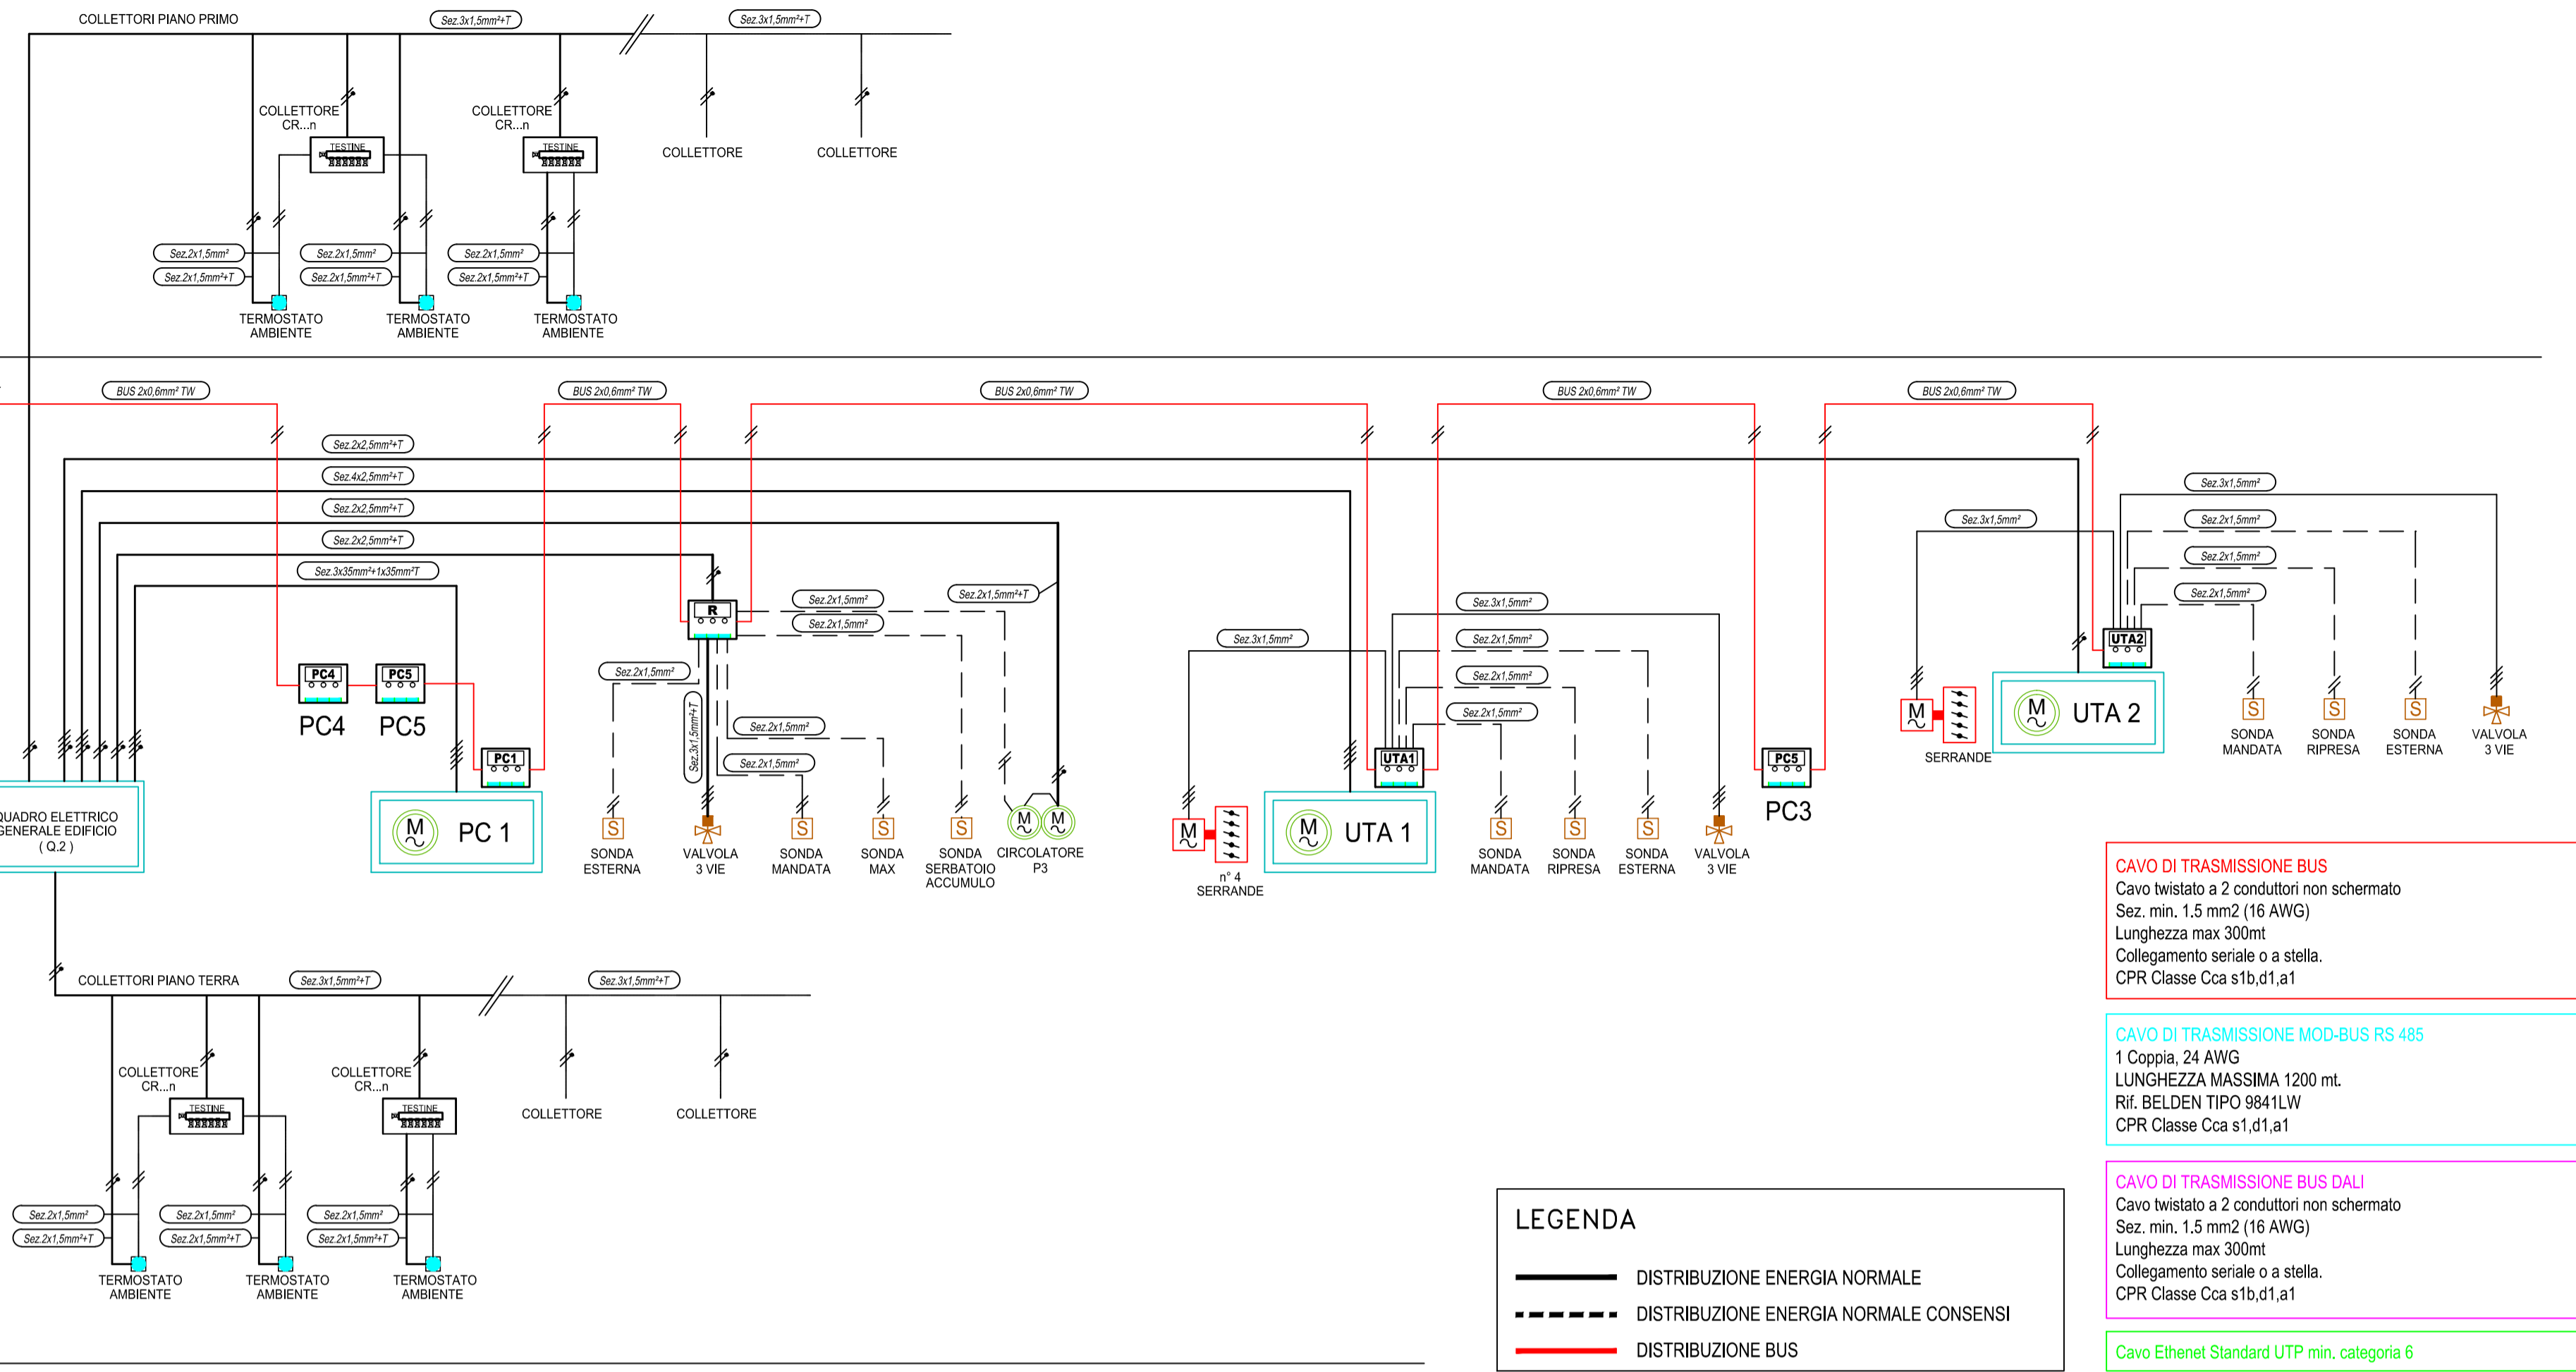 COLLETTORI PIANO PRIMO
Sez.3x1,5mm²+T
Sez.3x1,5mm²+T
COLLETTORE
CR...n
TESTINE
COLLETTORE
CR...n
TESTINE
COLLETTORE
COLLETTORE
Sez.2x1,5mm²
Sez.2x1,5mm²+T
Sez.2x1,5mm²
Sez.2x1,5mm²+T
Sez.2x1,5mm²
Sez.2x1,5mm²+T
TERMOSTATO
AMBIENTE
TERMOSTATO
AMBIENTE
TERMOSTATO
AMBIENTE
BUS 2x0,6mm² TW
BUS 2x0,6mm² TW
BUS 2x0,6mm² TW
BUS 2x0,6mm² TW
BUS 2x0,6mm² TW
Sez.2x2,5mm²+T
Sez.4x2,5mm²+T
Sez.2x2,5mm²+T
Sez.2x2,5mm²+T
Sez.3x35mm²+1x35mm²T
PC4
PC4
PC5
PC5
PC1
M
PC 1
QUADRO ELETTRICO
GENERALE EDIFICIO
( Q.2 )
R
Sez.2x1,5mm²
Sez.2x1,5mm²
Sez.2x1,5mm²+T
Sez.2x1,5mm²
Sez.3x1,5mm²+T
Sez.2x1,5mm²
Sez.2x1,5mm²
S
SONDA
ESTERNA
VALVOLA
3 VIE
S
SONDA
MANDATA
S
SONDA
MAX
S
SONDA
SERBATOIO
ACCUMULO
M
M
CIRCOLATORE
P3
Sez.3x1,5mm²
Sez.3x1,5mm²
Sez.2x1,5mm²
Sez.2x1,5mm²
Sez.2x1,5mm²
M
n° 4
SERRANDE
UTA1
M
UTA 1
S
SONDA
MANDATA
S
SONDA
RIPRESA
S
SONDA
ESTERNA
VALVOLA
3 VIE
PC5
PC3
Sez.3x1,5mm²
Sez.3x1,5mm²
Sez.2x1,5mm²
Sez.2x1,5mm²
Sez.2x1,5mm²
M
SERRANDE
UTA2
M
UTA 2
S
SONDA
MANDATA
S
SONDA
RIPRESA
S
SONDA
ESTERNA
VALVOLA
3 VIE
COLLETTORI PIANO TERRA
Sez.3x1,5mm²+T
Sez.3x1,5mm²+T
COLLETTORE
CR...n
TESTINE
COLLETTORE
CR...n
TESTINE
COLLETTORE
COLLETTORE
Sez.2x1,5mm²
Sez.2x1,5mm²+T
Sez.2x1,5mm²
Sez.2x1,5mm²+T
Sez.2x1,5mm²
Sez.2x1,5mm²+T
TERMOSTATO
AMBIENTE
TERMOSTATO
AMBIENTE
TERMOSTATO
AMBIENTE
LEGENDA
DISTRIBUZIONE ENERGIA NORMALE
DISTRIBUZIONE ENERGIA NORMALE CONSENSI
DISTRIBUZIONE BUS
CAVO DI TRASMISSIONE BUS
Cavo twistato a 2 conduttori non schermato
Sez. min. 1.5 mm2 (16 AWG)
Lunghezza max 300mt
Collegamento seriale o a stella.
CPR Classe Cca s1b,d1,a1
CAVO DI TRASMISSIONE MOD-BUS RS 485
1 Coppia, 24 AWG
LUNGHEZZA MASSIMA 1200 mt.
Rif. BELDEN TIPO 9841LW
CPR Classe Cca s1,d1,a1
CAVO DI TRASMISSIONE BUS DALI
Cavo twistato a 2 conduttori non schermato
Sez. min. 1.5 mm2 (16 AWG)
Lunghezza max 300mt
Collegamento seriale o a stella.
CPR Classe Cca s1b,d1,a1
Cavo Ethenet Standard UTP min. categoria 6